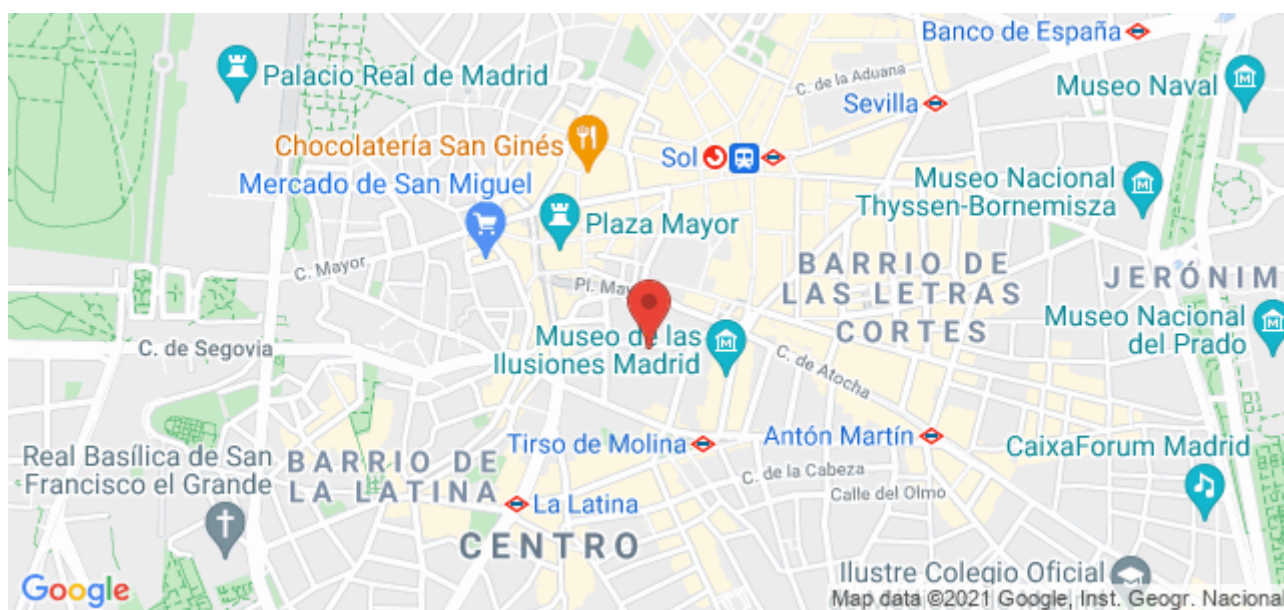 Banco de España
Palacio Real de Madrid
C. de la Aduana
Museo Naval
Sevilla
Chocolatería San Ginés
Sol
Mercado de San Miguel
Museo Nacional
Thyssen-Bornemisza
Plaza Mayor
C. Mayor
BARRIO DE
LAS LETRAS
CORTES
JERÓNIM
Museo Nacional
del Prado
Museo de las
Ilusiones Madrid
C. de Segovia
C. de Atocha
Tirso de Molina
Antón Martín
CaixaForum Madrid
Real Basílica de San
Francisco el Grande
BARRIO DE
LA LATINA
C. de la Cabeza
Calle del Olmo
La Latina
CENTRO
Ilustre Colegio Oficial
Google
Map data ©2021 Google, Inst. Geogr. Naciona